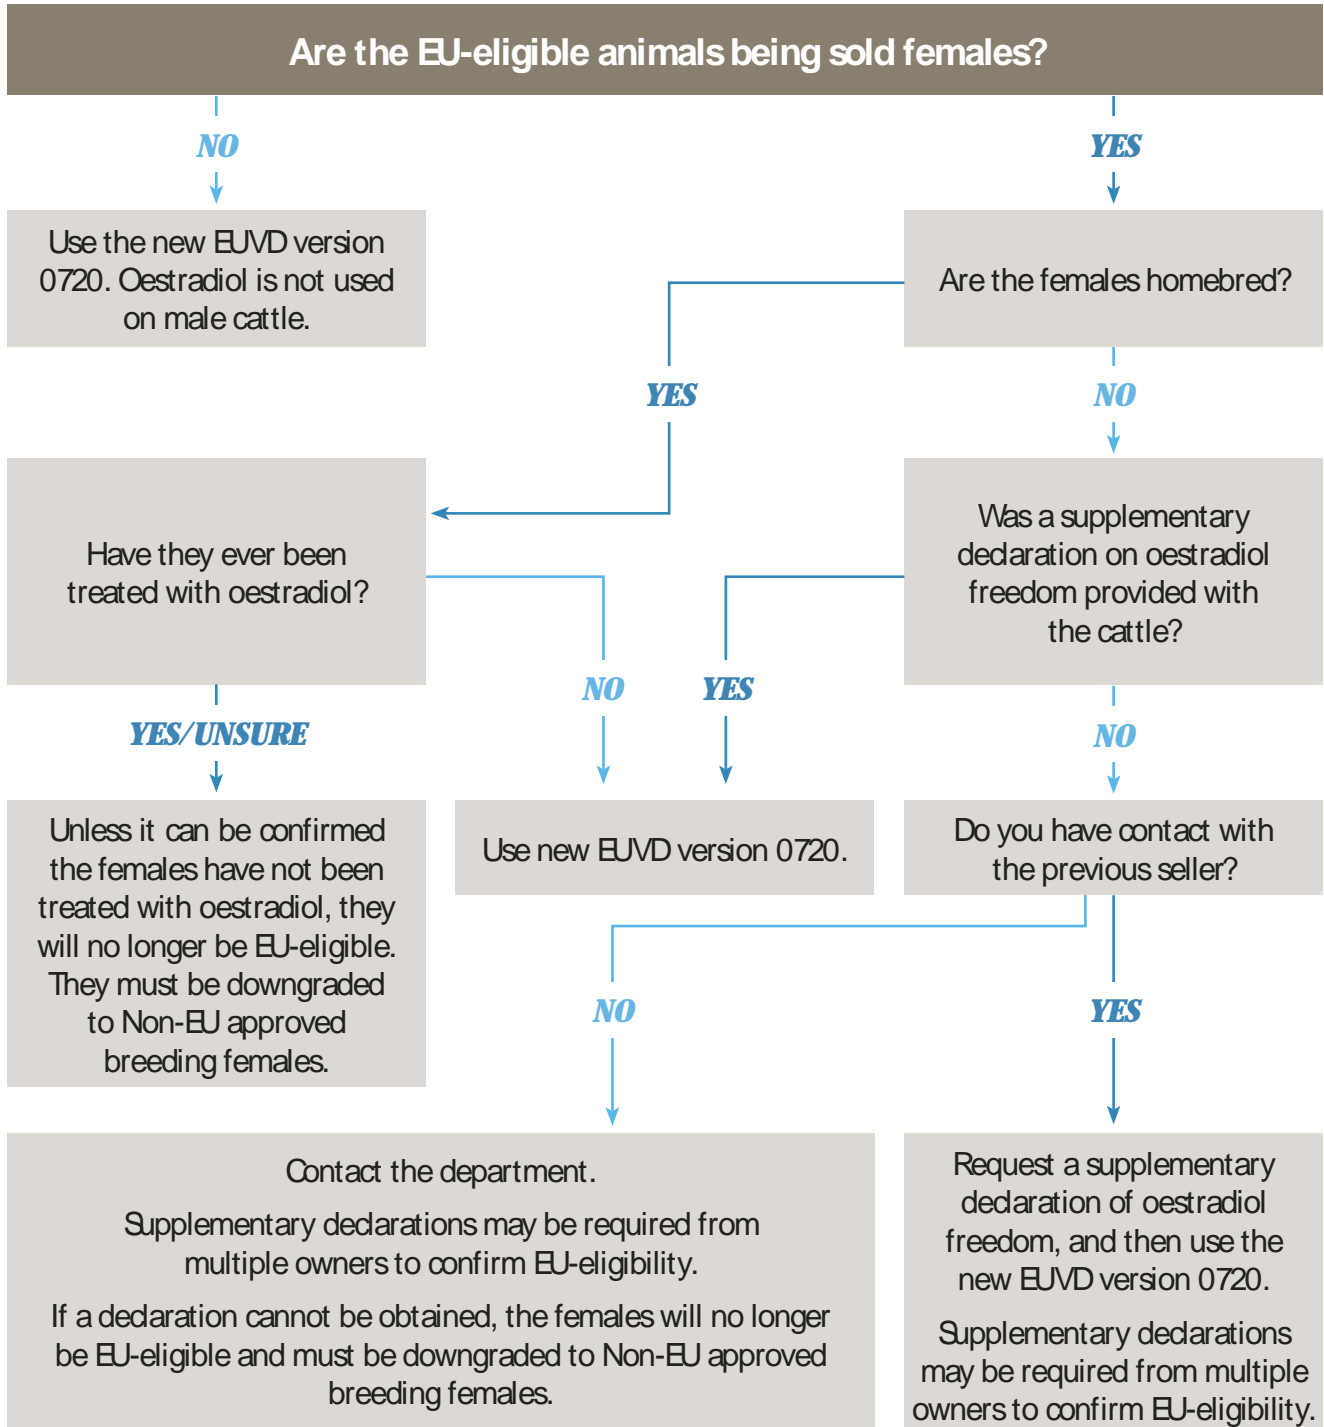 Are the EU-eligible animals being sold females?
NO
YES
Use the new EUVD version
0720. Oestradiol is not used
on male cattle.
Are the females homebred?
YES
NO
Have they ever been
treated with oestradiol?
Was a supplementary
declaration on oestradiol
freedom provided with
the cattle?
NO
YES
YES/UNSURE
NO
Unless it can be confirmed
the females have not been
treated with oestradiol, they
will no longer be EU-eligible.
They must be downgraded
to Non-EU approved
breeding females.
Use new EUVD version 0720.
Do you have contact with
the previous seller?
NO
YES
Contact the department.
Supplementary declarations may be required from
multiple owners to confirm EU-eligibility.
If a declaration cannot be obtained, the females will no longer
be EU-eligible and must be downgraded to Non-EU approved
breeding females.
Request a supplementary
declaration of oestradiol
freedom, and then use the
new EUVD version 0720.
Supplementary declarations
may be required from multiple
owners to confirm EU-eligibility.